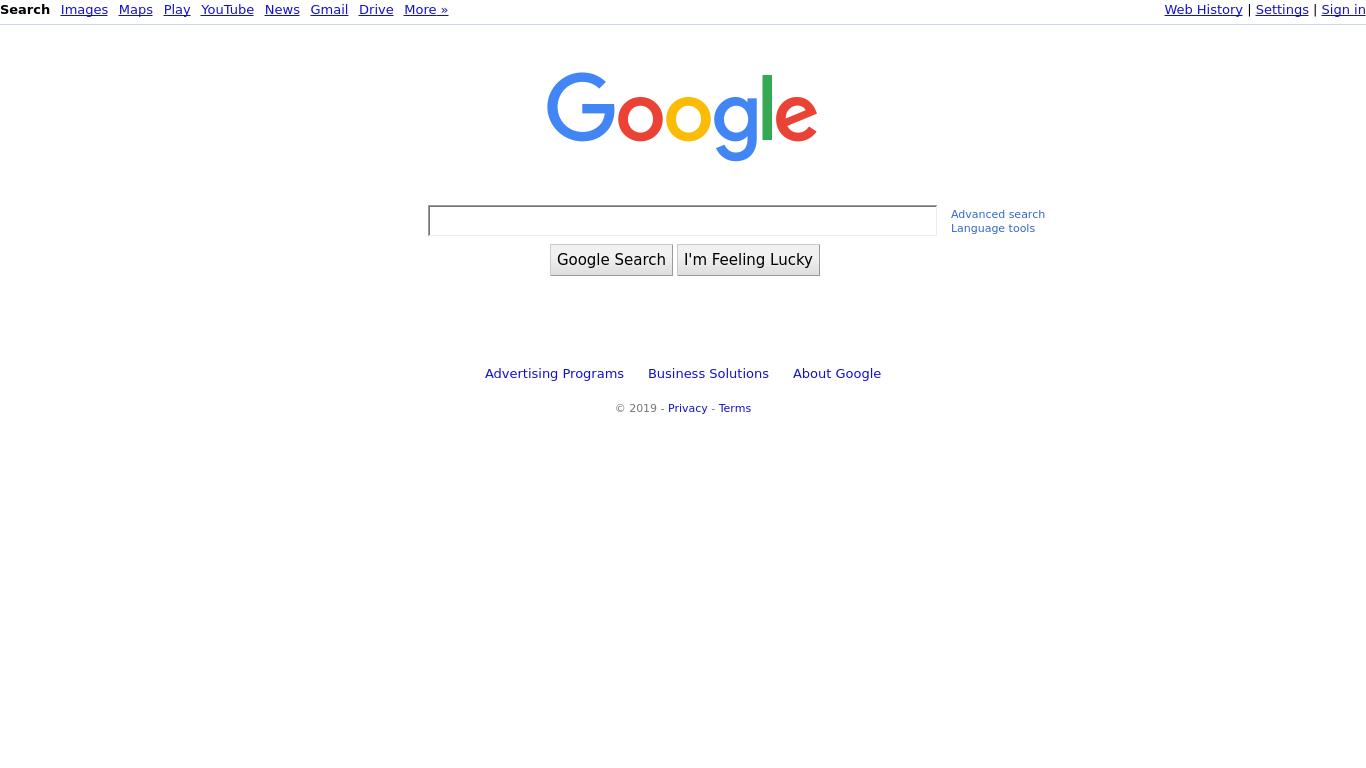 Search Images Maps Play YouTube News Gmail Drive More » Web History | Settings | Sign in
Google
Advanced search
Language tools
Google Search I'm Feeling Lucky
Advertising Programs Business Solutions About Google
© 2019 - Privacy - Terms